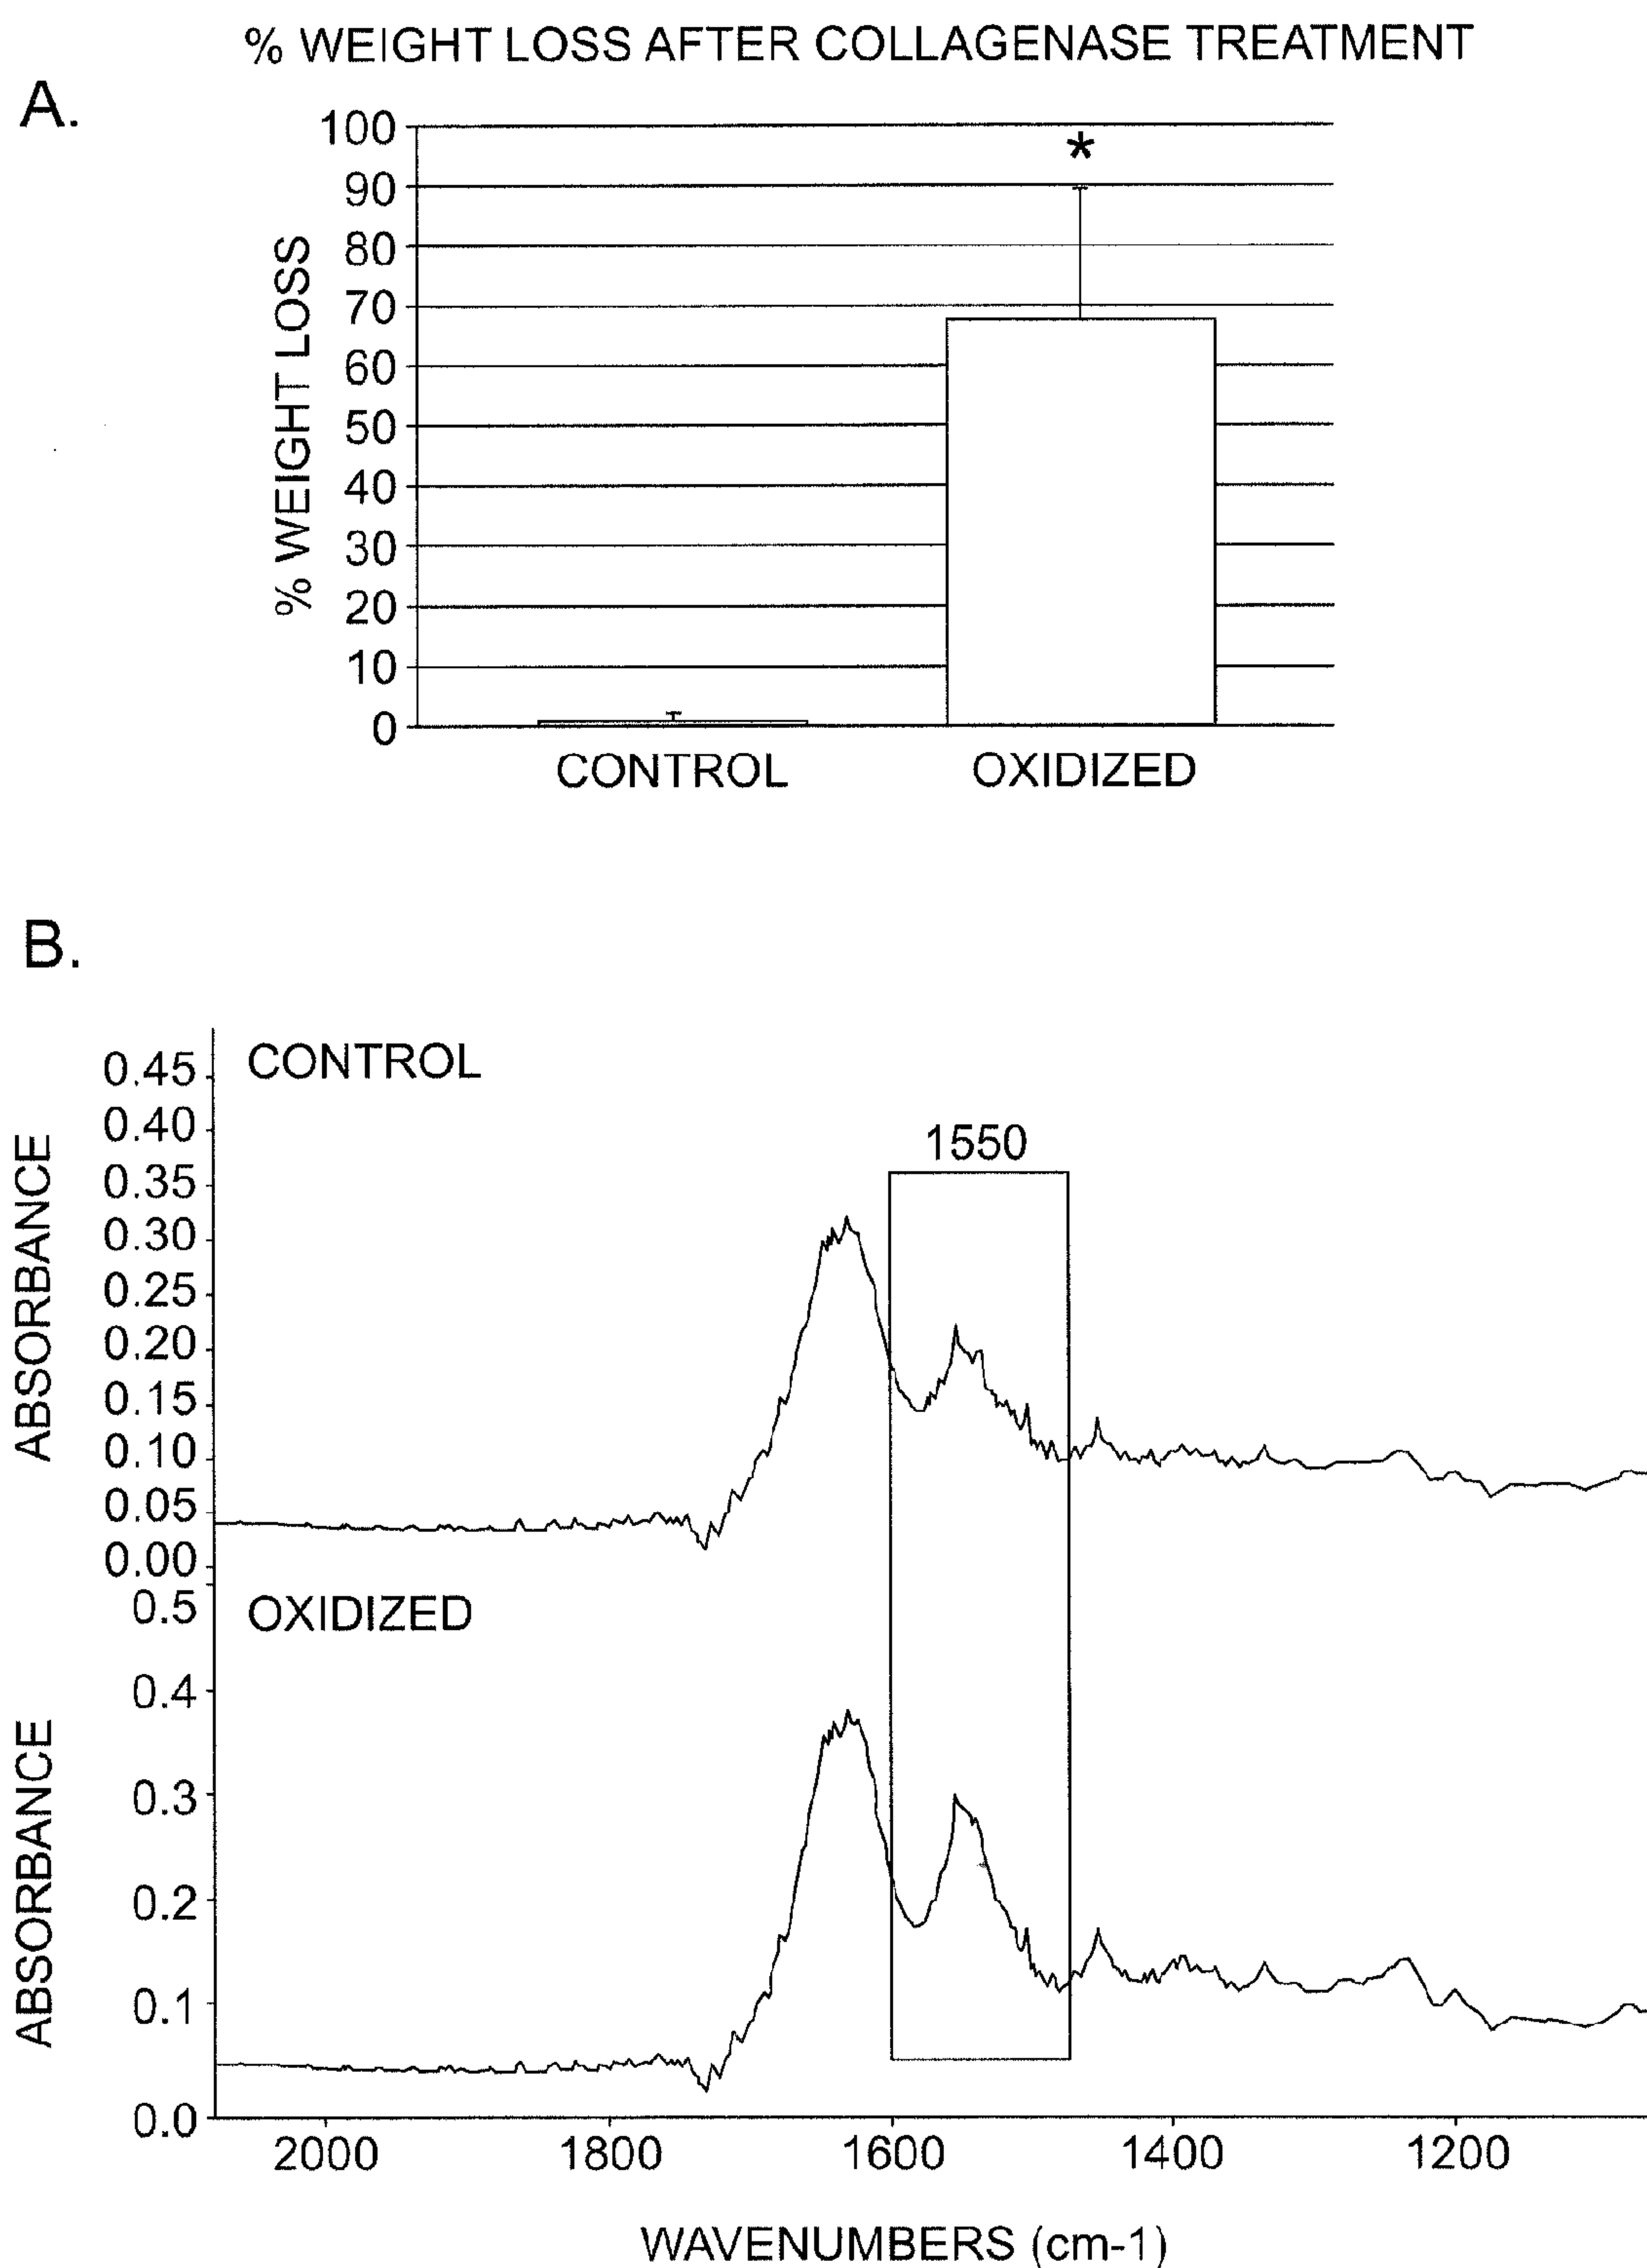 % WEIGHT LOSS AFTER COLLAGENASE TREATMENT
A.
% WEIGHT LOSS
100
90
80
70
60
50
40
30
20
10
0
*
CONTROL
OXIDIZED
B.
ABSORBANCE
0.45
0.40
0.35
0.30
0.25
0.20
0.15
0.10
0.05
0.00
CONTROL
1550
ABSORBANCE
0.5
0.4
0.3
0.2
0.1
0.0
OXIDIZED
2000 1800 1600 1400 1200
WAVENUMBERS (cm-1)